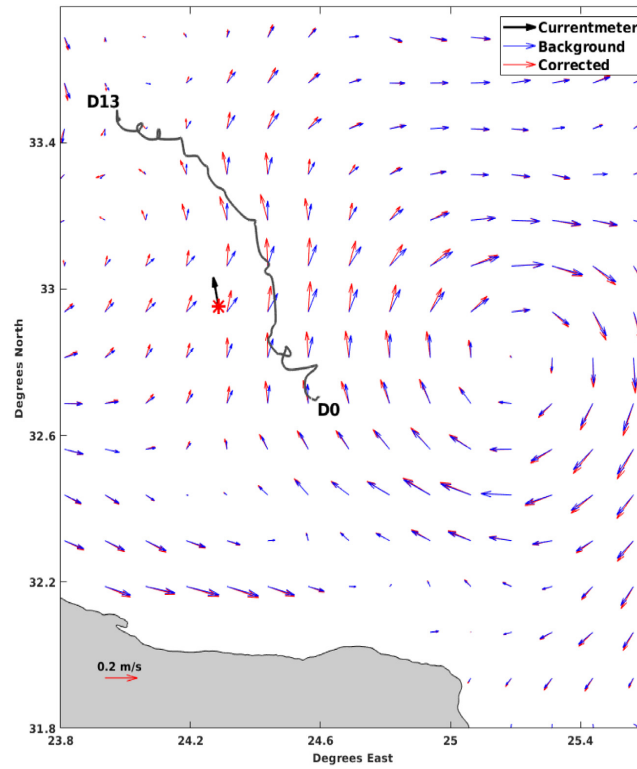 Currentmeter
Background
Corrected
D13
D0
0.2 m/s
33.4
33
32.6
32.2
31.8
Degrees North
23.8 24.2 24.6 25 25.4
Degrees East